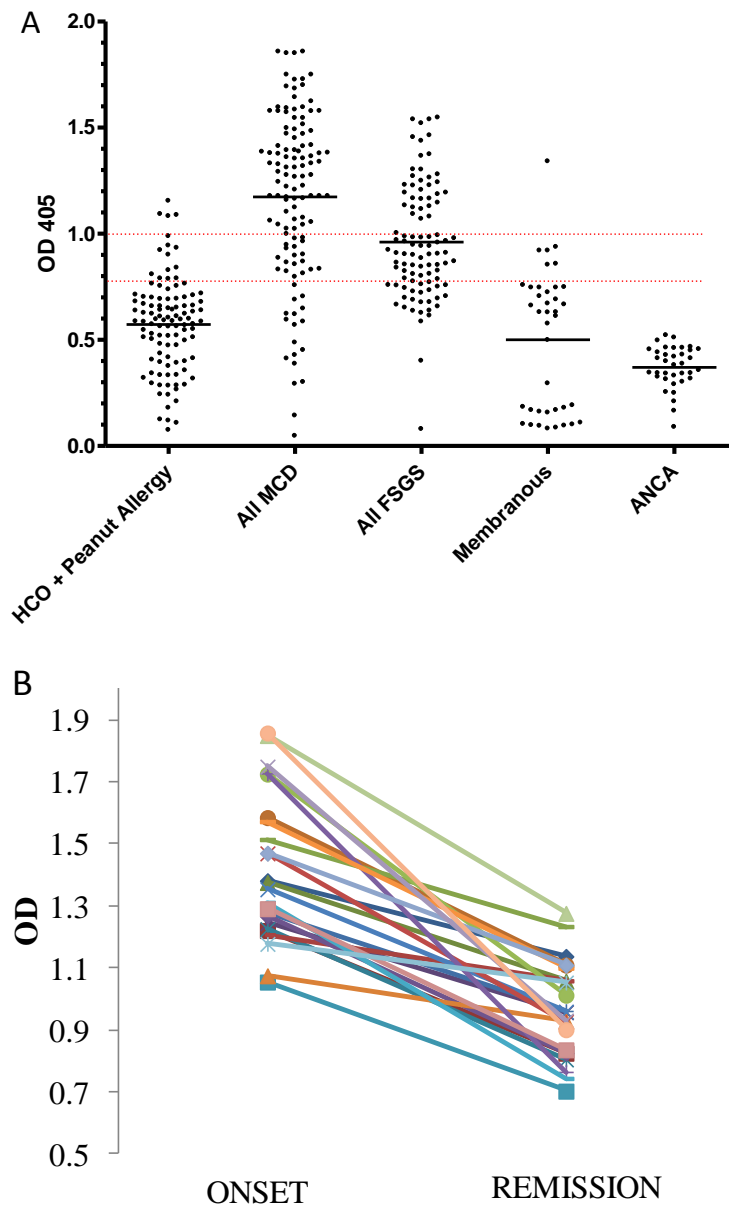 A
2.0
1.5
1.0
0.5
0.0
OD 405
HCO + Peanut Allergy
All MCD
All FSGS
Membranous
ANCA
B
1.9
1.7
1.5
1.3
1.1
0.9
0.7
0.5
OD
ONSET
REMISSION